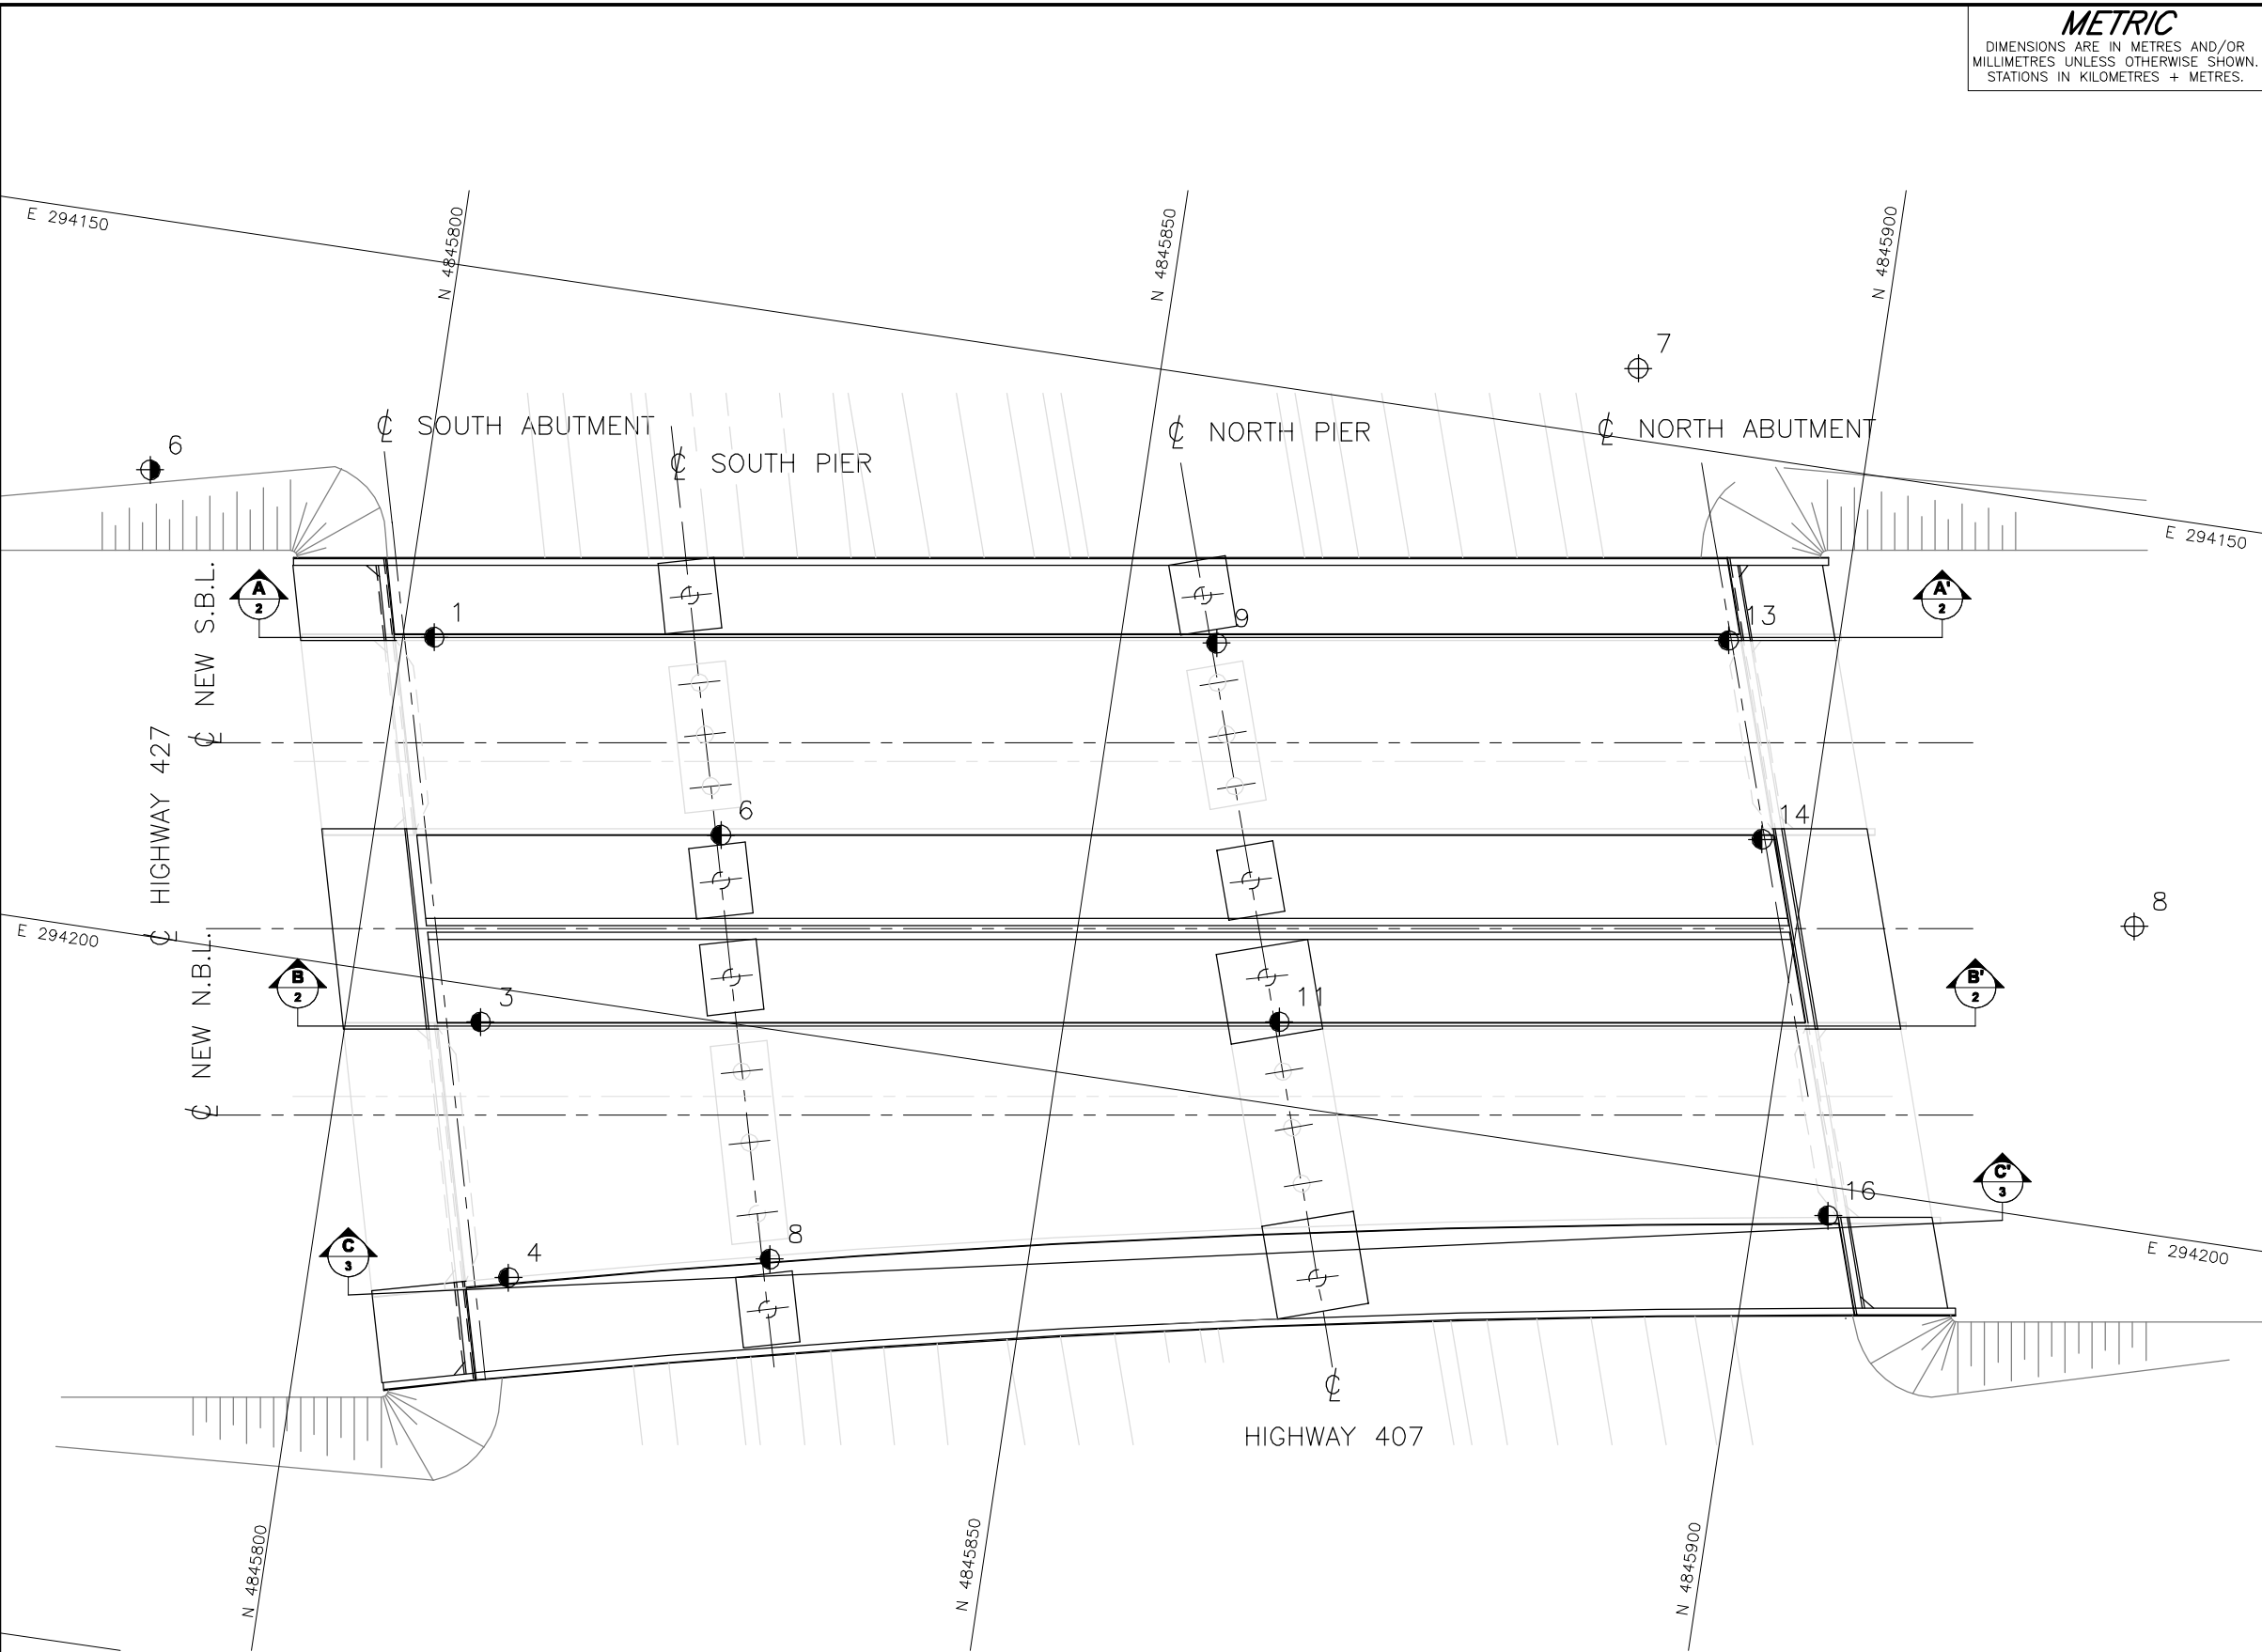 METRIC
DIMENSIONS ARE IN METRES AND/OR
MILLIMETRES UNLESS OTHERWISE SHOWN.
STATIONS IN KILOMETRES + METRES.
E 294150
N 4845800
N 4845850
N 4845900
7
6
℄ SOUTH ABUTMENT
℄ SOUTH PIER
℄ NORTH PIER
℄ NORTH ABUTMENT
E 294150
A
2
1
9
13
A'
2
℄ NEW S.B.L.
℄ HIGHWAY 427
6
14
8
E 294200
℄ NEW N.B.L.
B
2
3
11
B'
2
C
3
4
8
16
C'
3
E 294200
℄
HIGHWAY 407
N 4845800
N 4845850
N 4845900